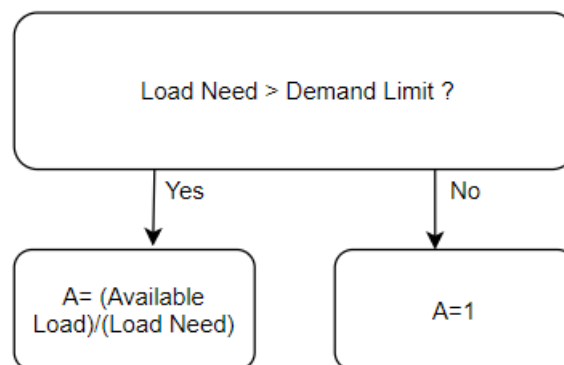 Load Need > Demand Limit ?
Yes
No
A= (Available
Load)/(Load Need)
A=1